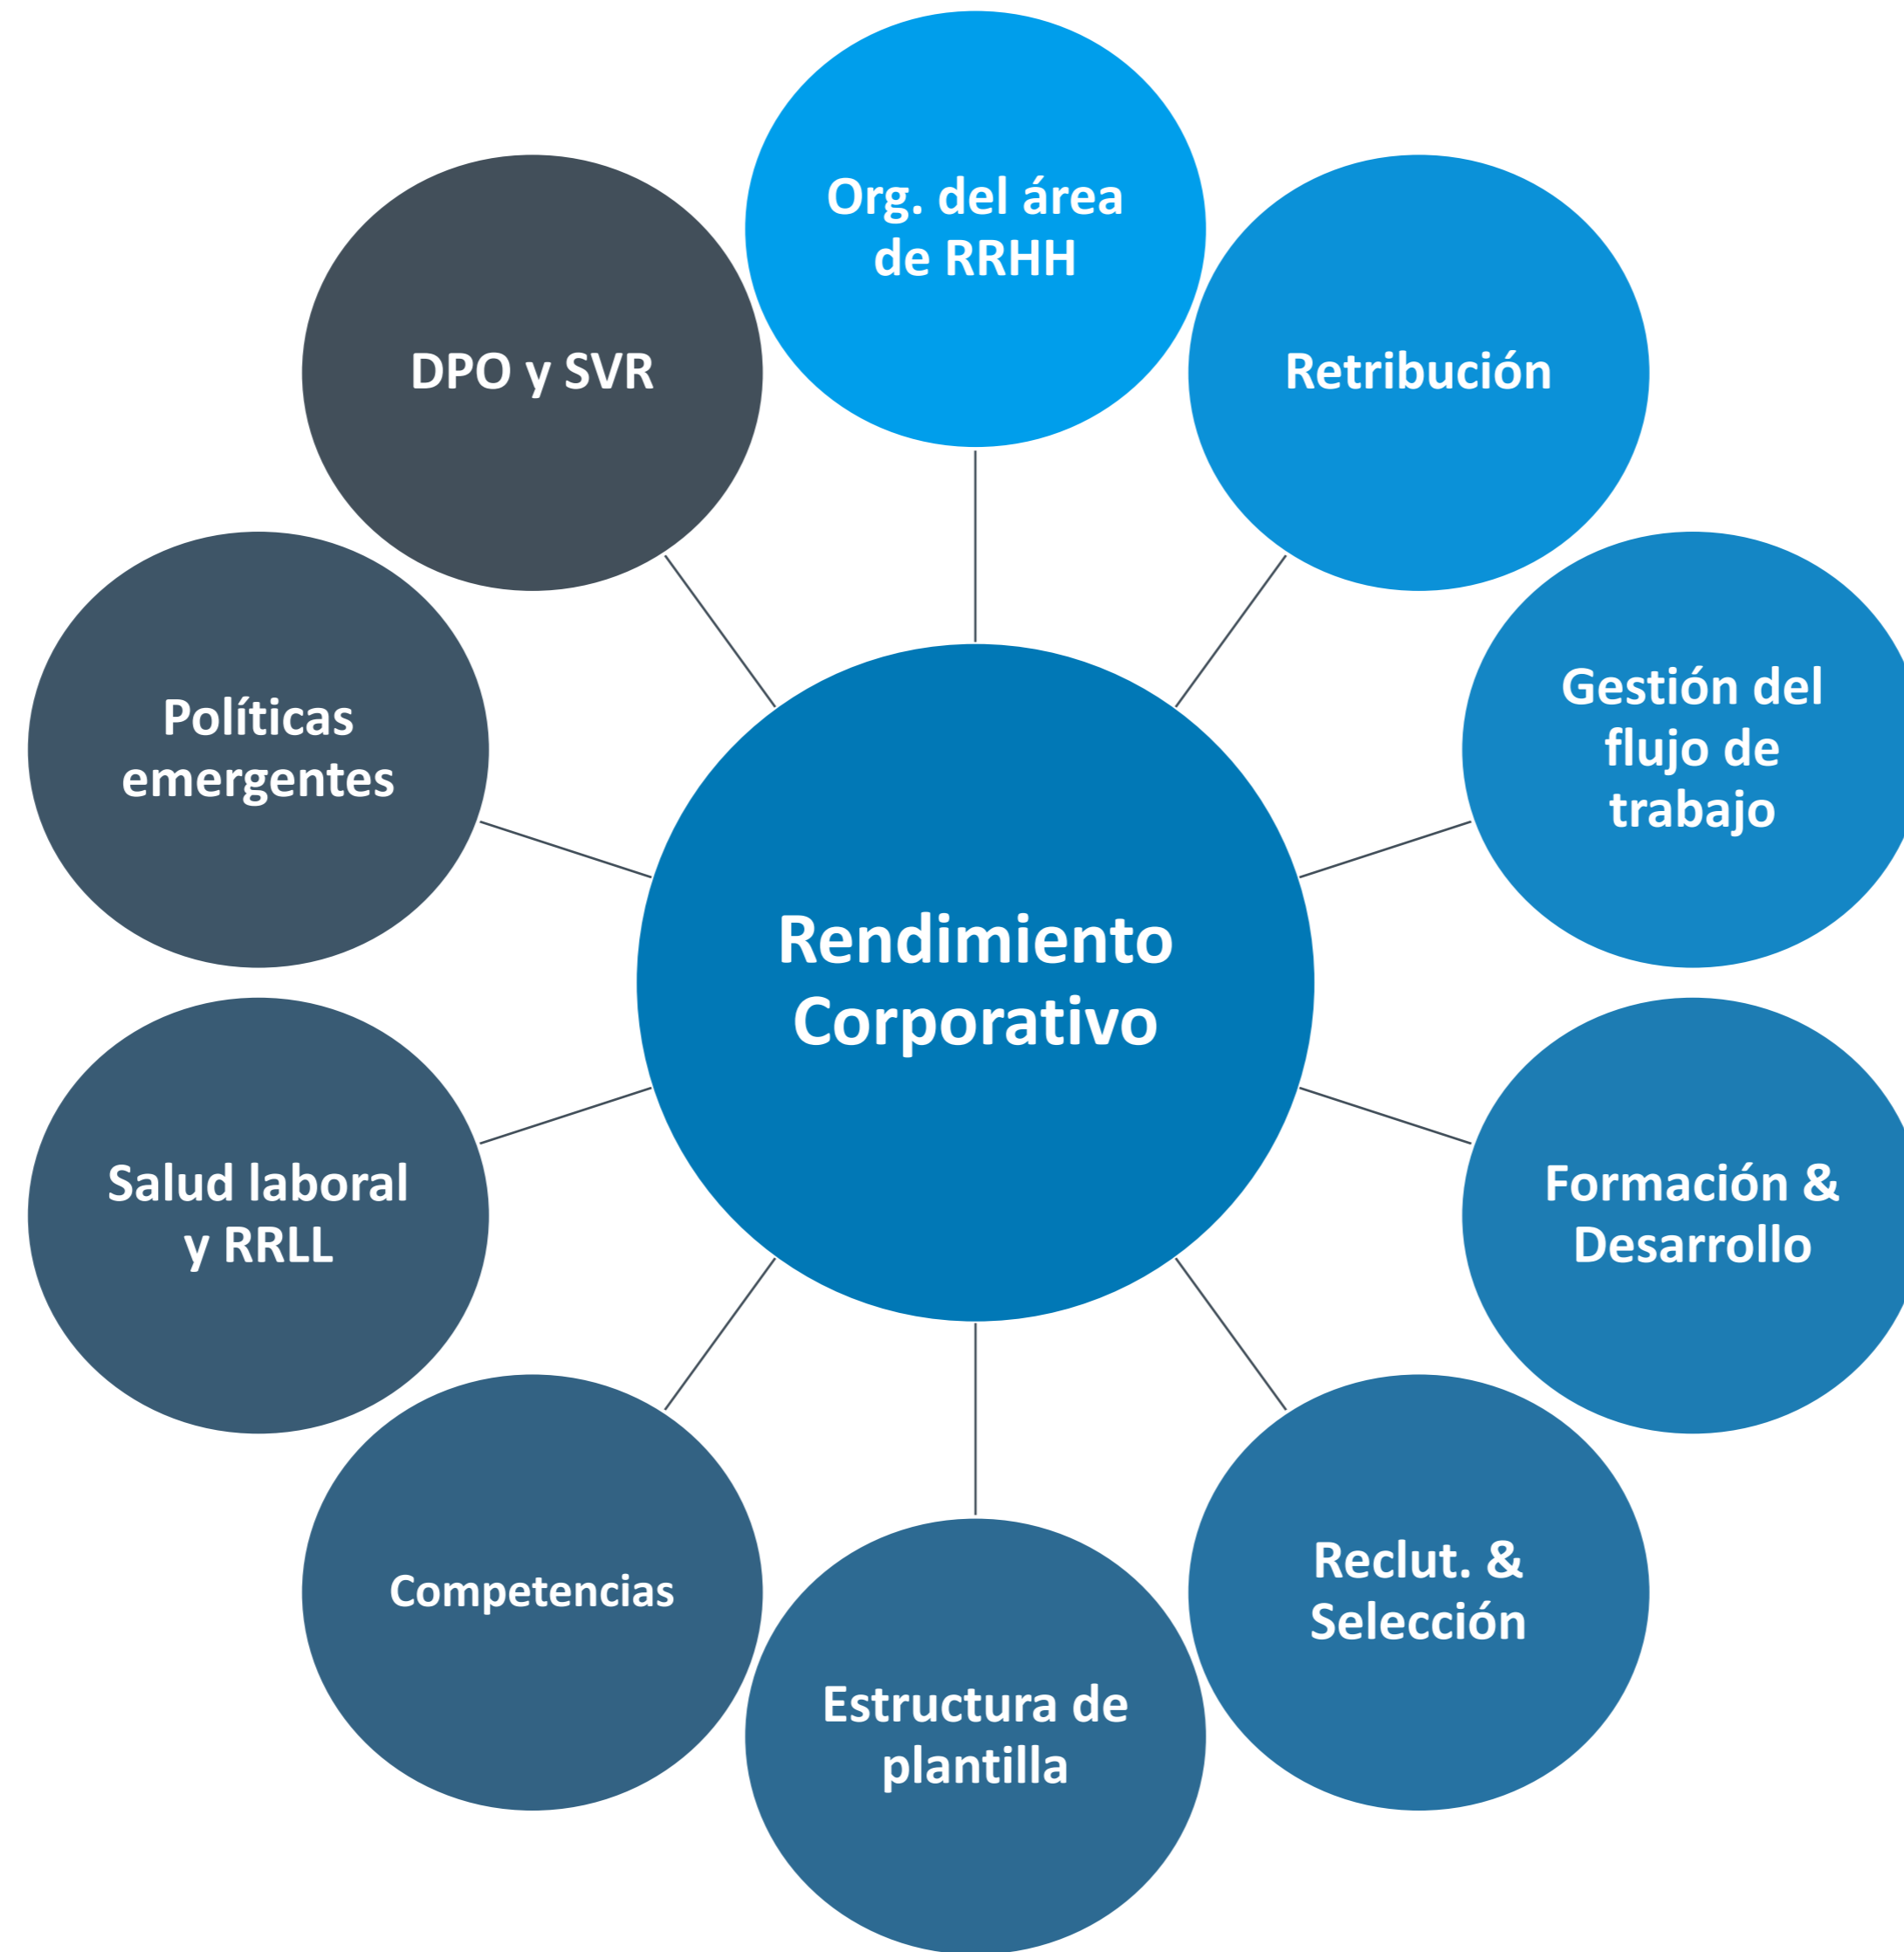 Org. del área
de RRHH
Retribución
Gestión del
flujo de
trabajo
Formación &
Desarrollo
Reclut. &
Selección
Estructura de
plantilla
Competencias
Salud laboral
y RRLL
Políticas
emergentes
DPO y SVR
Rendimiento
Corporativo